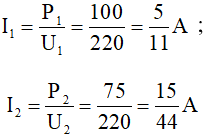 I₁ = P₁/U₁ = 100/220 = 5/11 A ;
I₂ = P₂/U₂ = 75/220 = 15/44 A